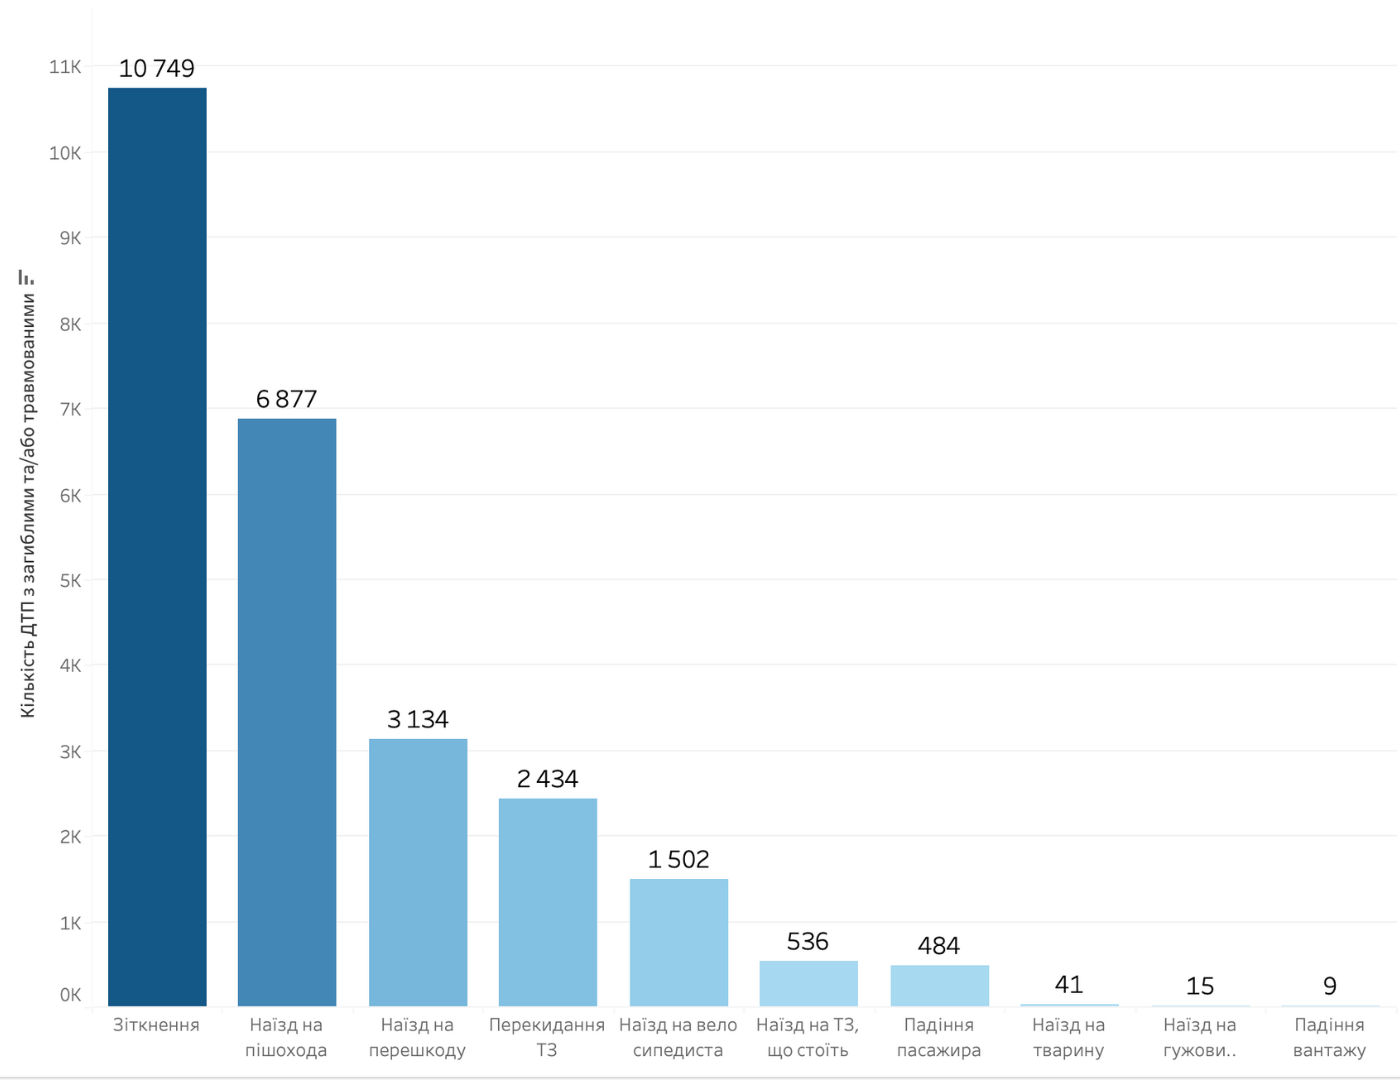 Кількість ДТП з загиблими та/або травмованими
11K
10K
9K
8K
7K
6K
5K
4K
3K
2K
1K
0K
10 749
6 877
3 134
2 434
1 502
536
484
41
15
9
Зіткнення
Наїзд на
пішохода
Наїзд на
перешкоду
Перекидання
ТЗ
Наїзд на вело
сипедиста
Наїзд на ТЗ,
що стоїть
Падіння
пасажира
Наїзд на
тварину
Наїзд на
гужови..
Падіння
вантажу